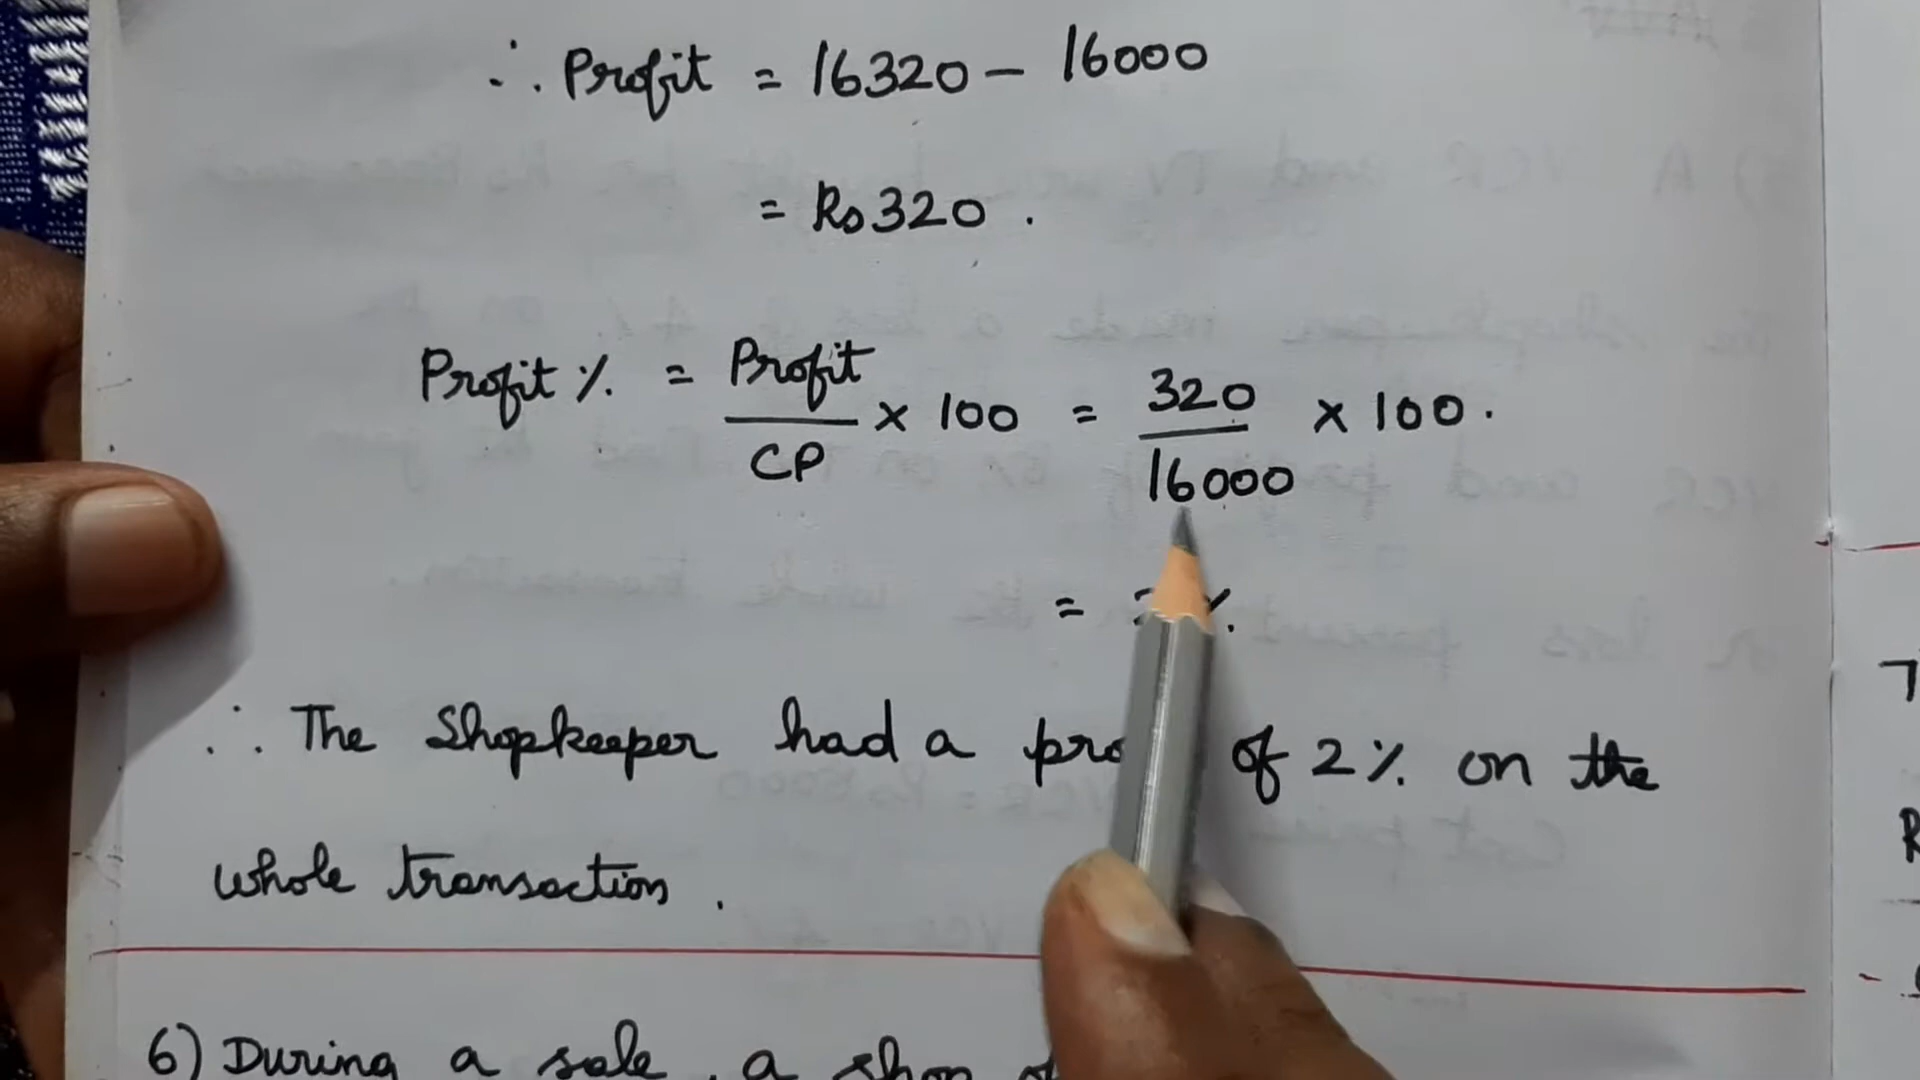 ∴ Profit = 16320 – 16000
= Rs 320 .
Profit % = Profit / CP × 100 = 320 / 16000 × 100 .
= %
∴ The Shopkeeper had a of 2% on the
whole transaction .
6) During a sale , a shop